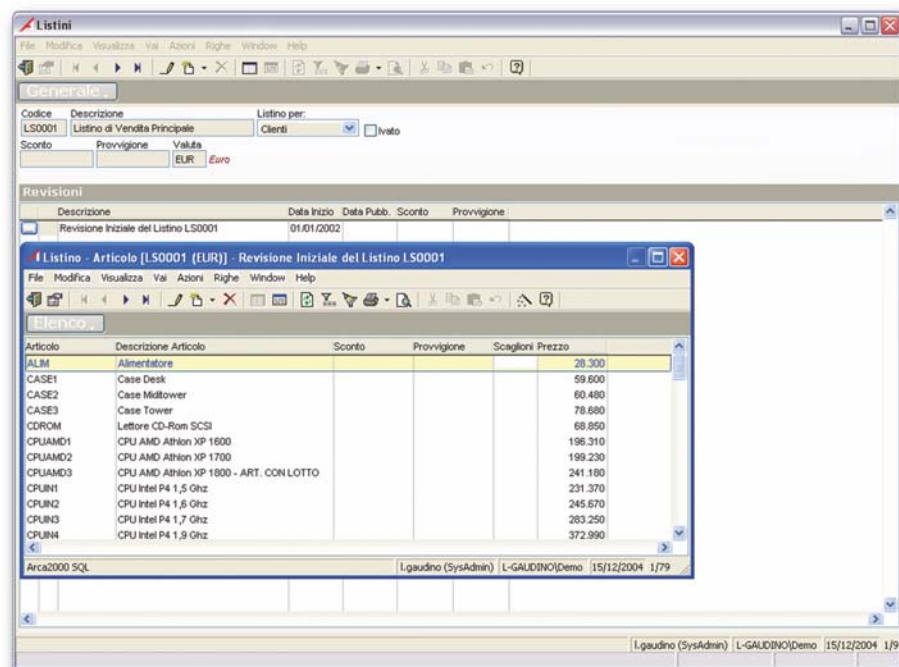 Listini
File Modifica Visualizza Vai Azioni Righe Window Help
Generale
Codice Descrizione Listino per:
LS0001 Listino di Vendita Principale Clienti Ivato
Sconto Provvigione Valuta
EUR Euro
Revisioni
Descrizione Data Inizio Data Pubb. Sconto Provvigione
Revisione Iniziale del Listino LS0001 01/01/2002
Listino - Articolo [LS0001 (EUR)] - Revisione Iniziale del Listino LS0001
File Modifica Visualizza Vai Azioni Righe Window Help
Elenco
Articolo Descrizione Articolo Sconto Provvigione Scaglioni Prezzo
ALIM Alimentatore 28.300
CASE1 Case Desk 59.600
CASE2 Case Miditower 60.480
CASE3 Case Tower 78.680
CDROM Lettore CD-Rom SCSI 68.850
CPUAMD1 CPU AMD Athlon XP 1600 196.310
CPUAMD2 CPU AMD Athlon XP 1700 199.230
CPUAMD3 CPU AMD Athlon XP 1800 - ART. CON LOTTO 241.180
CPUIN1 CPU Intel P4 1,5 Ghz 231.370
CPUIN2 CPU Intel P4 1,6 Ghz 245.670
CPUIN3 CPU Intel P4 1,7 Ghz 283.250
CPUIN4 CPU Intel P4 1,9 Ghz 372.990
Arca2000 SQL l.gaudino (SysAdmin) L-GAUDINO\Demo 15/12/2004 1/79
l.gaudino (SysAdmin) L-GAUDINO\Demo 15/12/2004 1/9